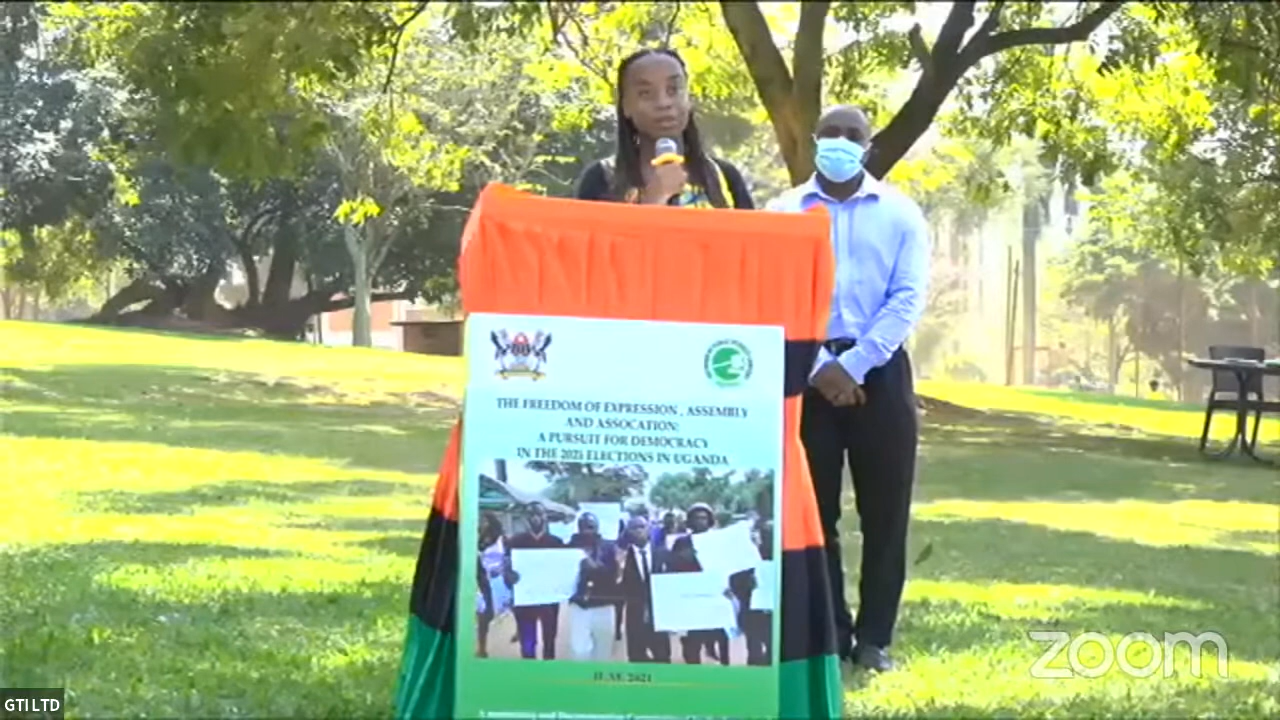 THE FREEDOM OF EXPRESSION , ASSEMBLY
AND ASSOCATION:
A PURSUIT FOR DEMOCRACY
IN THE 2021 ELECTIONS IN UGANDA
2021
zoom
GTI LTD